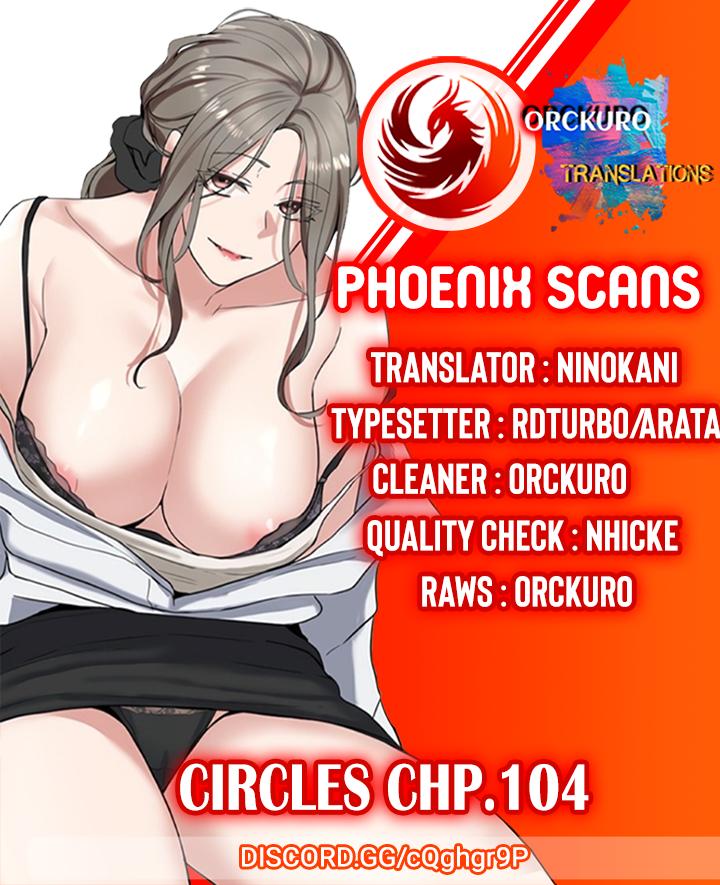 ORCKURO
TRANSLATIONS
PHOENIX SCANS
TRANSLATOR : NINOKANI
TYPESETTER : RDTURBO/ARATA
CLEANER : ORCKURO
QUALITY CHECK : NHICKE
RAWS : ORCKURO
CIRCLES CHP.104
DISCORD.GG/cQghgr9P